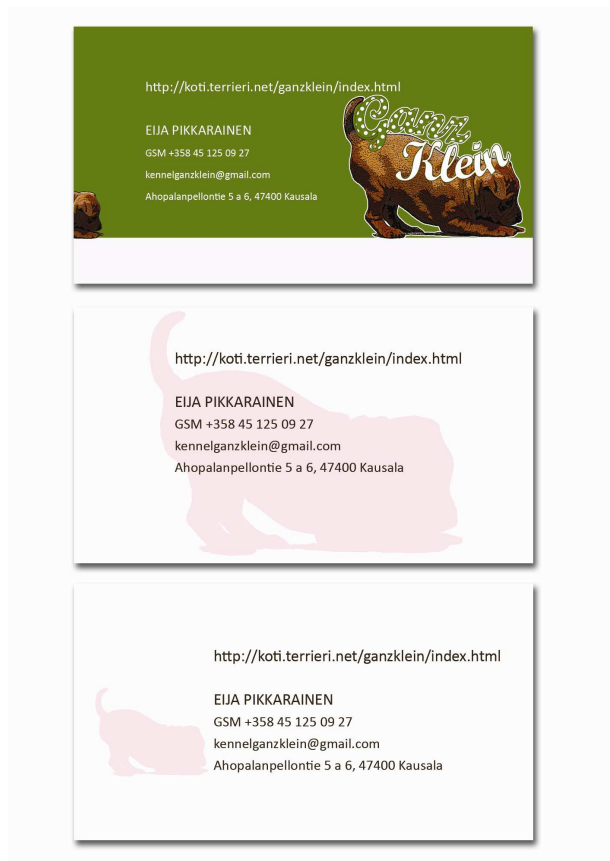 http://koti.terrieri.net/ganzklein/index.html
Ganz
Klein
EIJA PIKKARAINEN
GSM +358 45 125 09 27
kennelganzklein@gmail.com
Ahopalanpellontie 5 a 6, 47400 Kausala
http://koti.terrieri.net/ganzklein/index.html
EIJA PIKKARAINEN
GSM +358 45 125 09 27
kennelganzklein@gmail.com
Ahopalanpellontie 5 a 6, 47400 Kausala
http://koti.terrieri.net/ganzklein/index.html
EIJA PIKKARAINEN
GSM +358 45 125 09 27
kennelganzklein@gmail.com
Ahopalanpellontie 5 a 6, 47400 Kausala